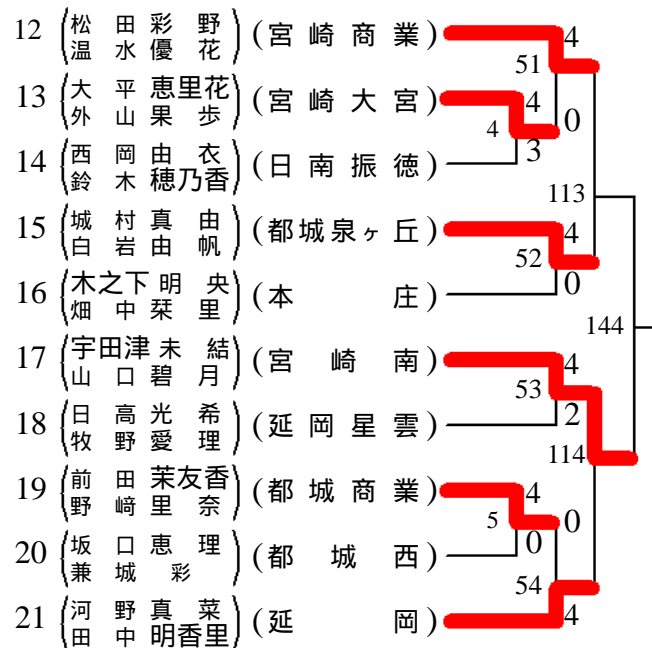 12 松田彩野 (宮崎商業) 4
温水優花
51
13 大平恵里花 (宮崎大宮) 4 0
外山果歩
4 3
14 西岡由衣 (日南振徳)
鈴木穂乃香
113
15 城村真由 (都城泉ヶ丘) 4
白岩由帆
52 0
16 木之下明央 (本庄)
畑中栞里
144
17 宇田津未結 (宮崎南) 4
山口碧月
53 2
18 日高光希 (延岡星雲)
牧野愛理
114
19 前田茉友香 (都城商業) 4 0
野﨑里奈
5 0
20 坂口恵理 (都城西)
兼城彩
54
21 河野真菜 (延岡) 4
田中明香里